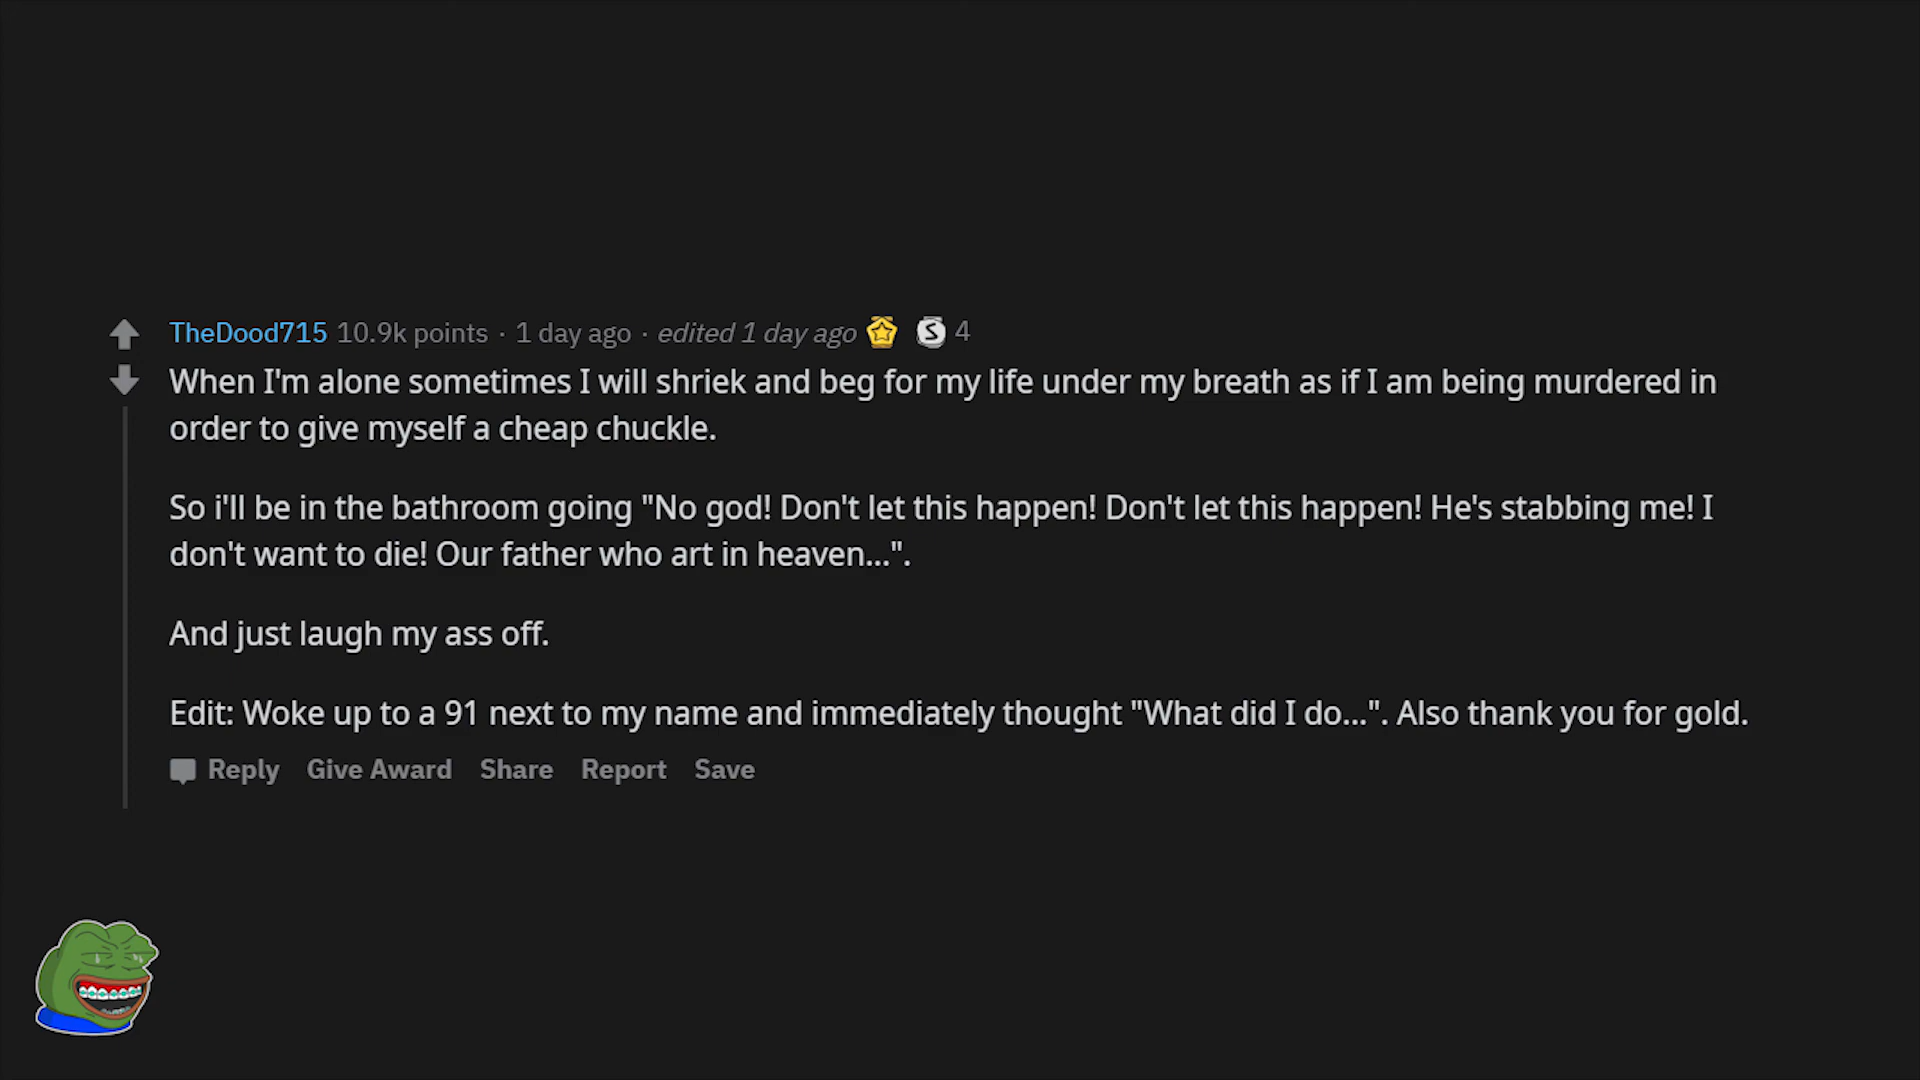 TheDood715 10.9k points · 1 day ago · edited 1 day ago S 4
When I'm alone sometimes I will shriek and beg for my life under my breath as if I am being murdered in
order to give myself a cheap chuckle.
So i'll be in the bathroom going "No god! Don't let this happen! Don't let this happen! He's stabbing me! I
don't want to die! Our father who art in heaven...".
And just laugh my ass off.
Edit: Woke up to a 91 next to my name and immediately thought "What did I do...". Also thank you for gold.
Reply Give Award Share Report Save